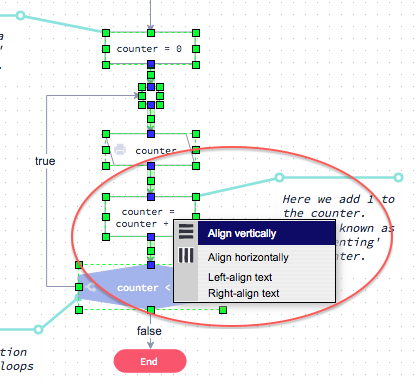 a
counter = 0
'
counter
true
Here we add 1 to
the counter.
counter =
known as
counter +
Align vertically
enting'
Align horizontally
nter.
counter <
Left-align text
Right-align text
false
tion
loops
End